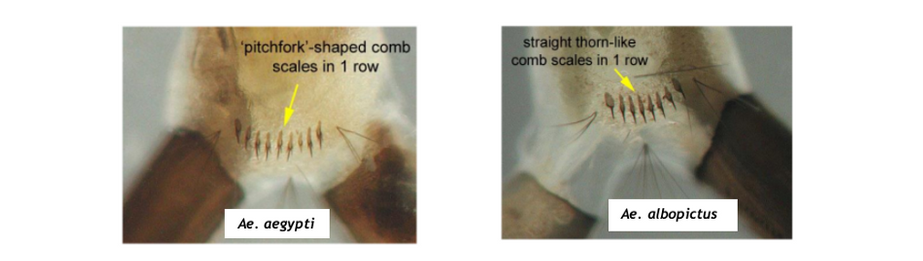 'pitchfork'-shaped comb
scales in 1 row
Ae. aegypti
straight thorn-like
comb scales in 1 row
Ae. albopictus